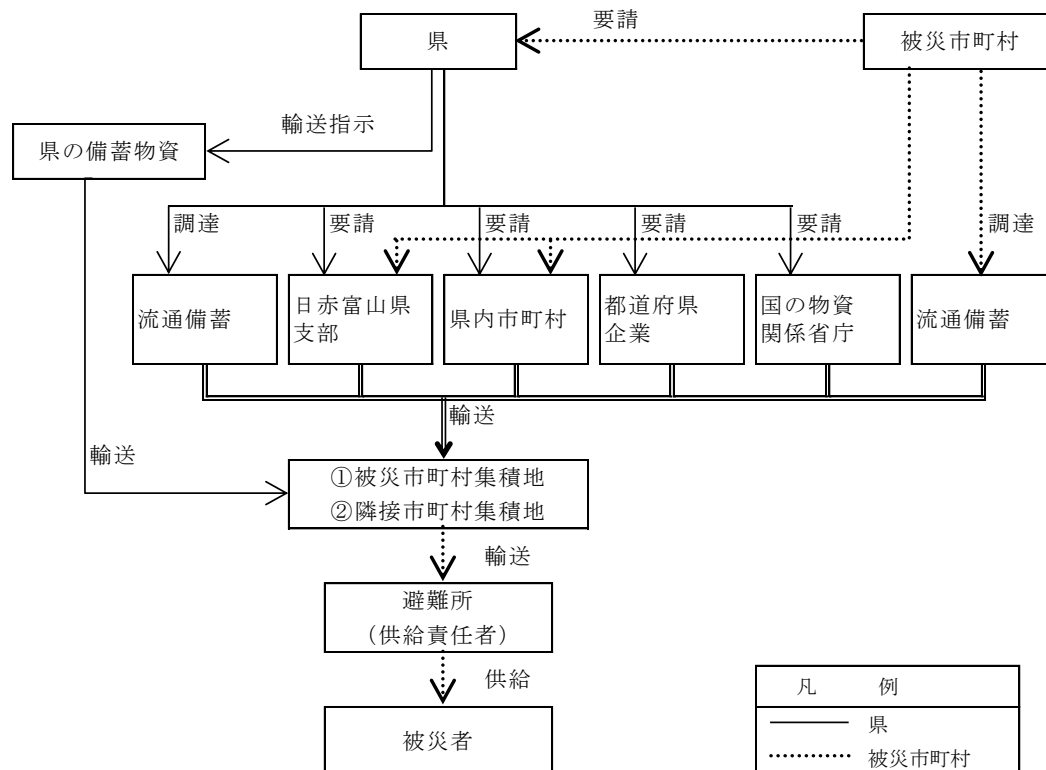 要請
県
被災市町村
輸送指示
県の備蓄物資
調達
要請
要請
要請
要請
調達
流通備蓄
日赤富山県
支部
県内市町村
都道府県
企業
国の物資
関係省庁
流通備蓄
輸送
輸送
①被災市町村集積地
②隣接市町村集積地
輸送
避難所
（供給責任者）
供給
被災者
凡 例
県
被災市町村